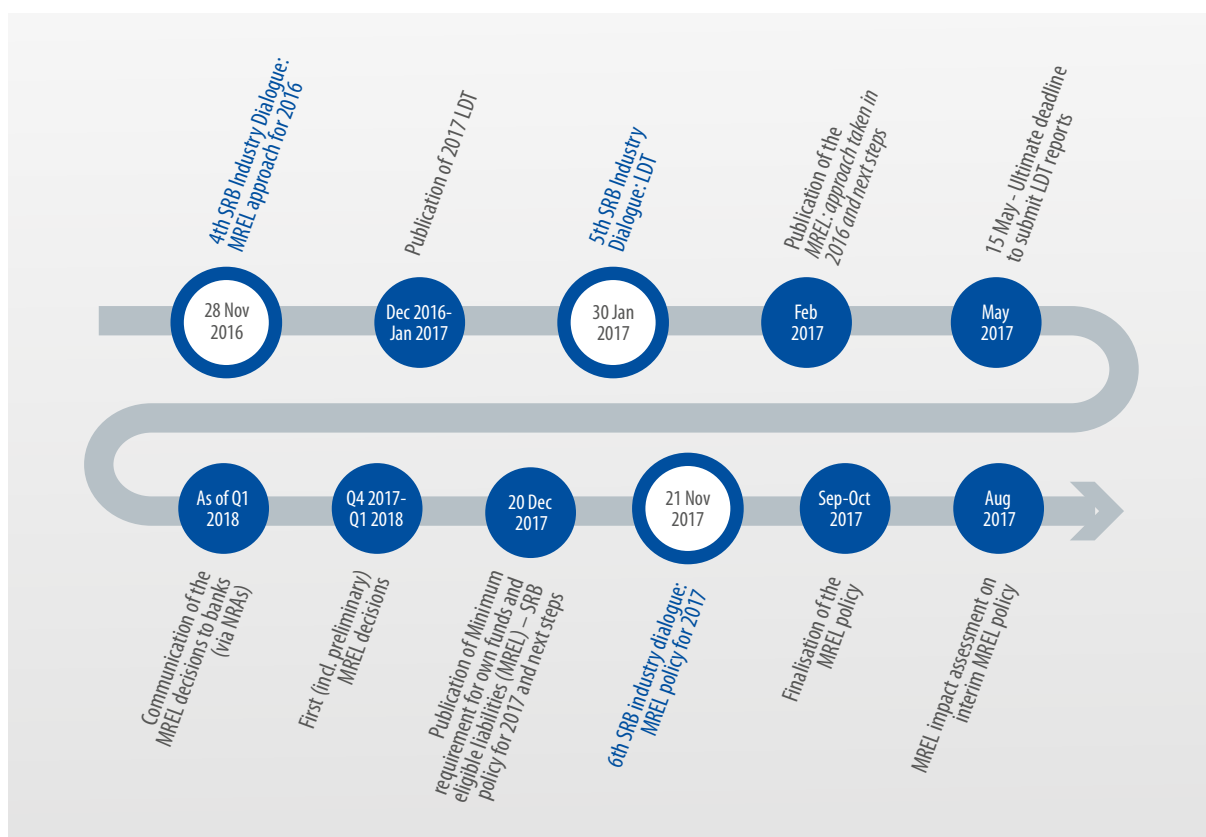 4th SRB Industry Dialogue:
MREL approach for 2016
28 Nov
2016
Publication of 2017 LDT
Dec 2016-
Jan 2017
5th SRB Industry
Dialogue: LDT
30 Jan
2017
Publication of the
MREL: approach taken in
2016 and next steps
Feb
2017
15 May - Ultimate deadline
to submit LDT reports
May
2017
As of Q1
2018
Communication of the
MREL decisions to banks
(via NRAs)
Q4 2017-
Q1 2018
First (incl. preliminary)
MREL decisions
20 Dec
2017
Publication of Minimum
requirement for own funds and
eligible liabilities (MREL) – SRB
policy for 2017 and next steps
21 Nov
2017
6th SRB industry dialogue:
MREL policy for 2017
Sep-Oct
2017
Finalisation of the
MREL policy
Aug
2017
MREL impact assessment on
interim MREL policy